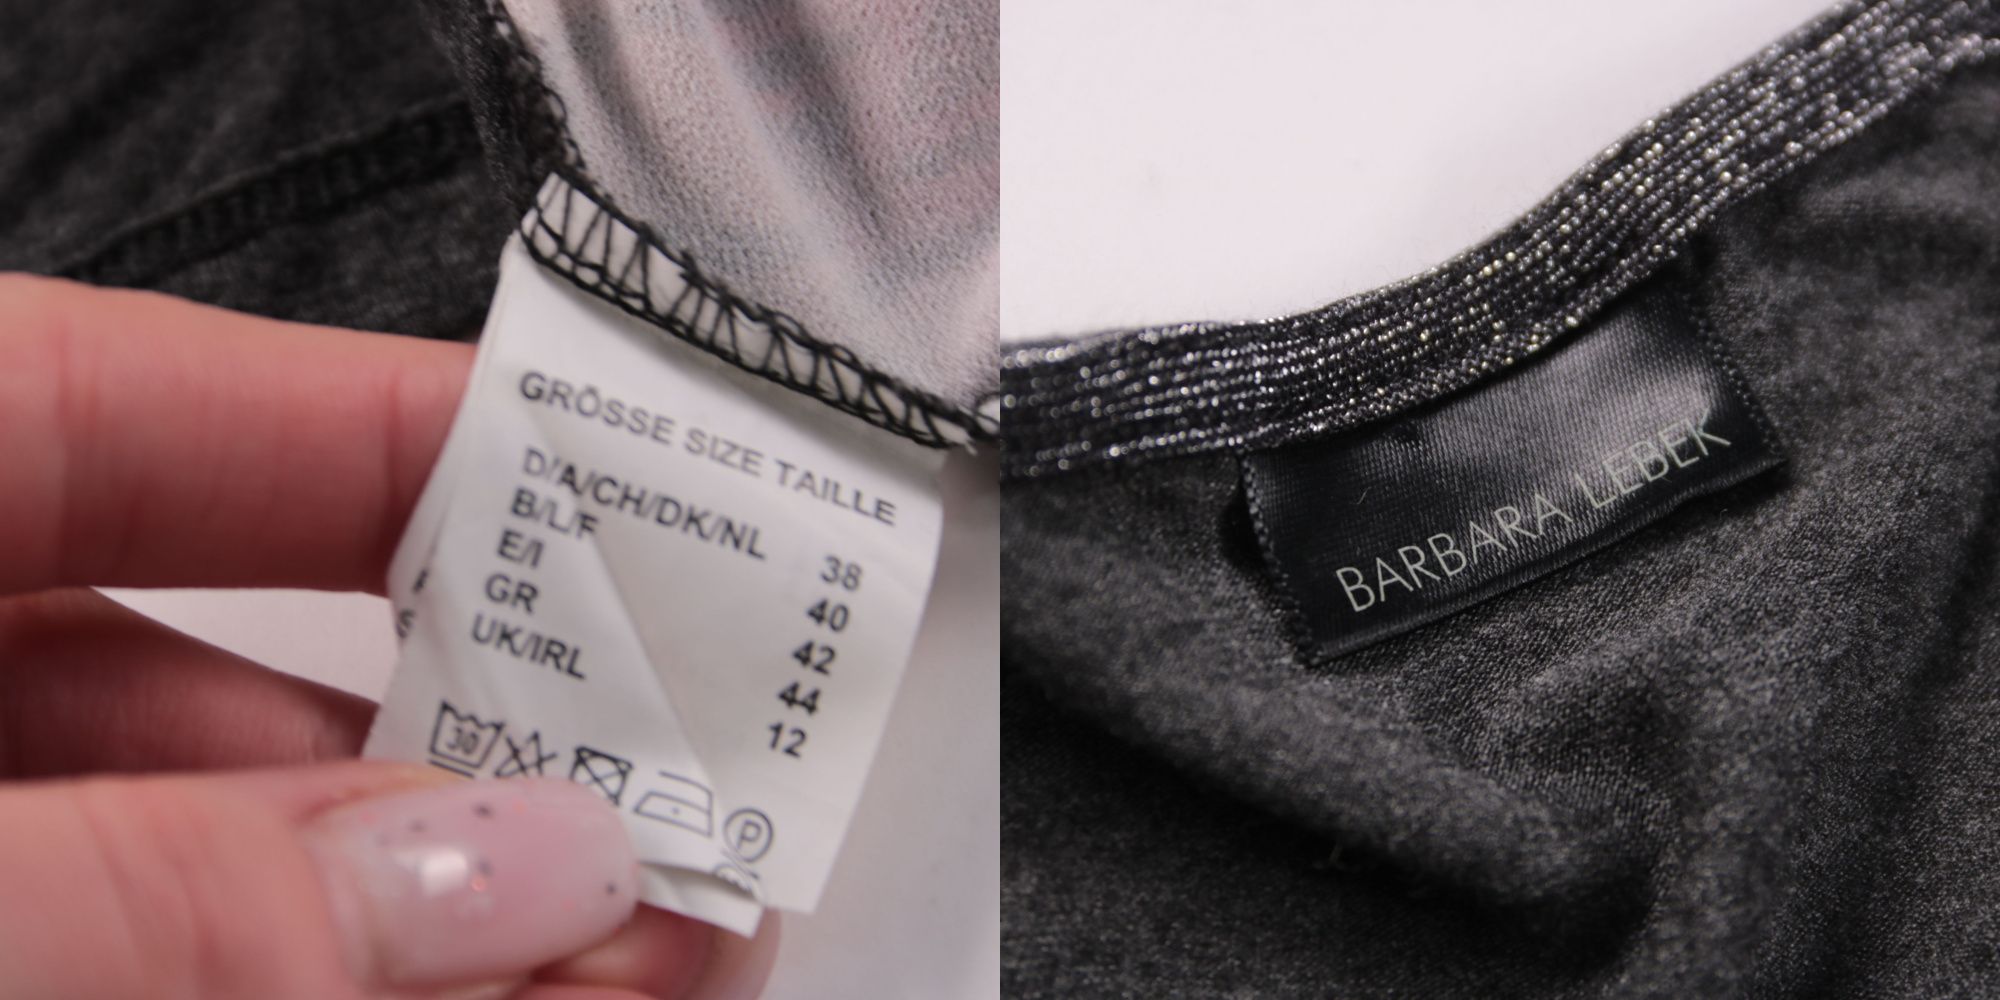 GRÖSSE SIZE TAILLE
D/A/CH/DK/NL 38
B/L/F 40
E/I 42
GR 44
UK/IRL 12
30
P
BARBARA LEBEK